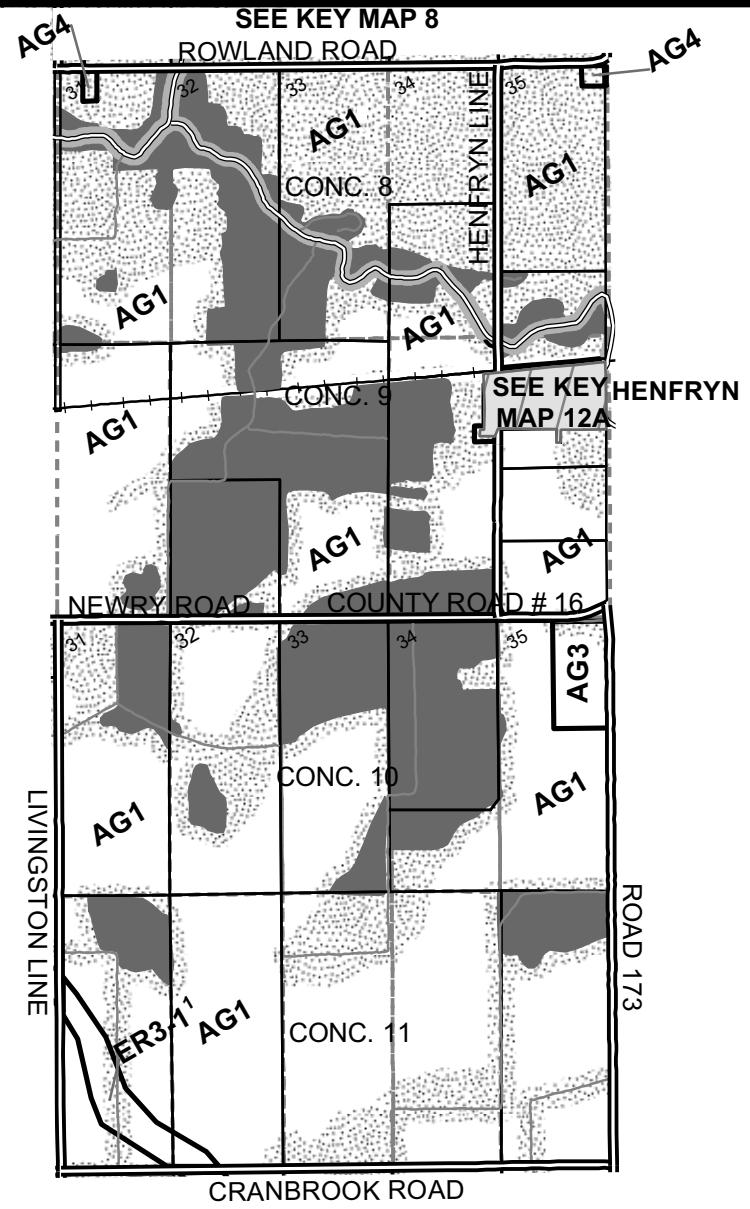 SEE KEY MAP 8
AG4
ROWLAND ROAD
AG4
31
32
33
34
35
AG1
HENFRYN LINE
AG1
CONC. 8
AG1
AG1
CONC. 9
SEE KEY
MAP 12A
HENFRYN
AG1
AG1
AG1
NEWRY ROAD
COUNTY ROAD # 16
31
32
33
34
35
AG3
CONC. 10
AG1
AG1
LIVINGSTON LINE
ROAD 173
ER3-1¹
AG1
CONC. 11
CRANBROOK ROAD